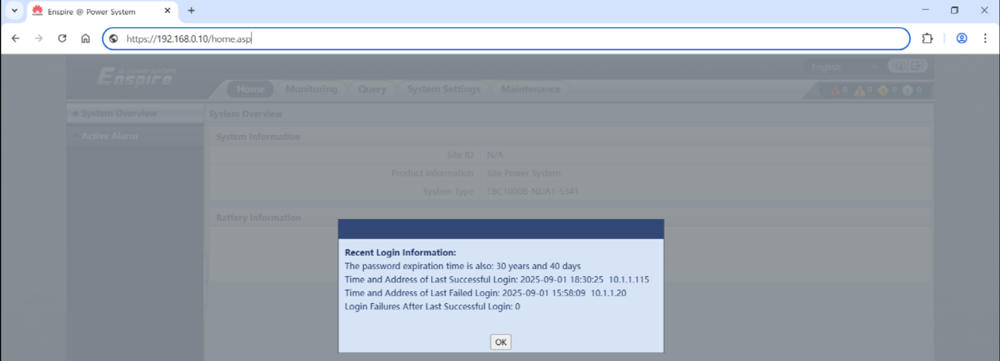 Enspire @ Power System
https://192.168.0.10/home.asp
power system
Enspire
English
Home Monitoring Query System Settings Maintenance
0 0 0 0
System Overview
System Overview
Active Alarm
System Information
Site ID N/A
Product Information Site Power System
System Type TBC1000B-NDA1-5341
Battery Information
Recent Login Information:
The password expiration time is also: 30 years and 40 days
Time and Address of Last Successful Login: 2025-09-01 18:30:25 10.1.1.115
Time and Address of Last Failed Login: 2025-09-01 15:58:09 10.1.1.20
Login Failures After Last Successful Login: 0
OK